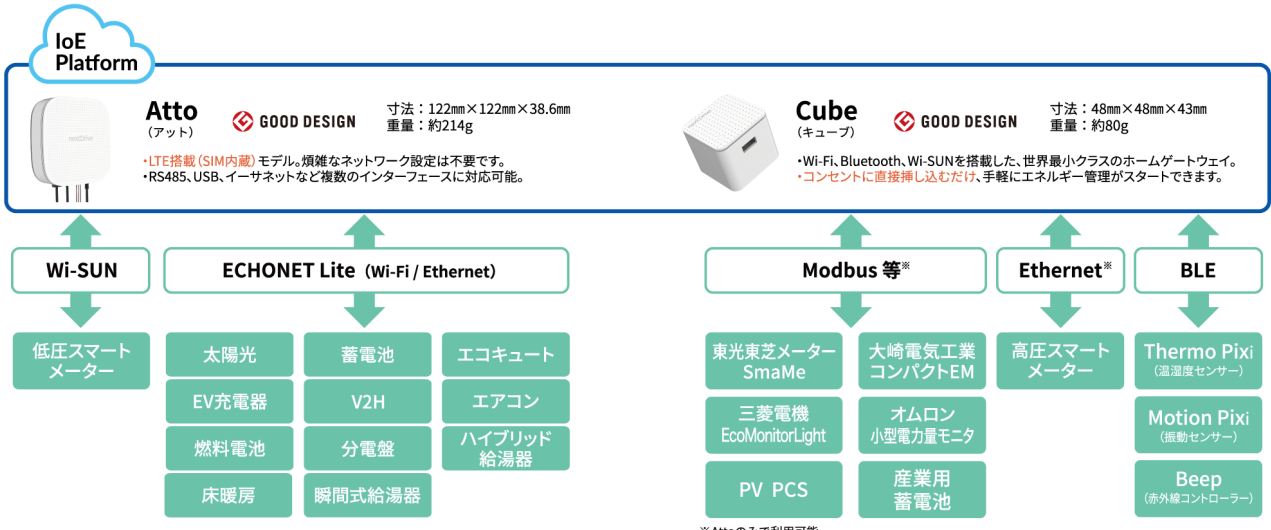 IoE
Platform
Atto
（アット）
GOOD DESIGN
寸法：122㎜×122㎜×38.6㎜
重量：約214g
・LTE搭載（SIM内蔵）モデル。煩雑なネットワーク設定は不要です。
・RS485、USB、イーサネットなど複数のインターフェースに対応可能。
Cube
（キューブ）
GOOD DESIGN
寸法：48㎜×48㎜×43㎜
重量：約80g
・Wi-Fi、Bluetooth、Wi-SUNを搭載した、世界最小クラスのホームゲートウェイ。
・コンセントに直接挿し込むだけ、手軽にエネルギー管理がスタートできます。
Wi-SUN
ECHONET Lite（Wi-Fi / Ethernet）
Modbus 等※
Ethernet※
BLE
低圧スマート
メーター
太陽光
蓄電池
エコキュート
EV充電器
V2H
エアコン
燃料電池
分電盤
ハイブリッド
給湯器
床暖房
瞬間式給湯器
東光東芝メーター
SmaMe
大崎電気工業
コンパクトEM
三菱電機
EcoMonitorLight
オムロン
小型電力量モニタ
PV PCS
産業用
蓄電池
高圧スマート
メーター
Thermo Pixi
（温湿度センサー）
Motion Pixi
（振動センサー）
Beep
（赤外線コントローラー）
※Attoのみで利用可能